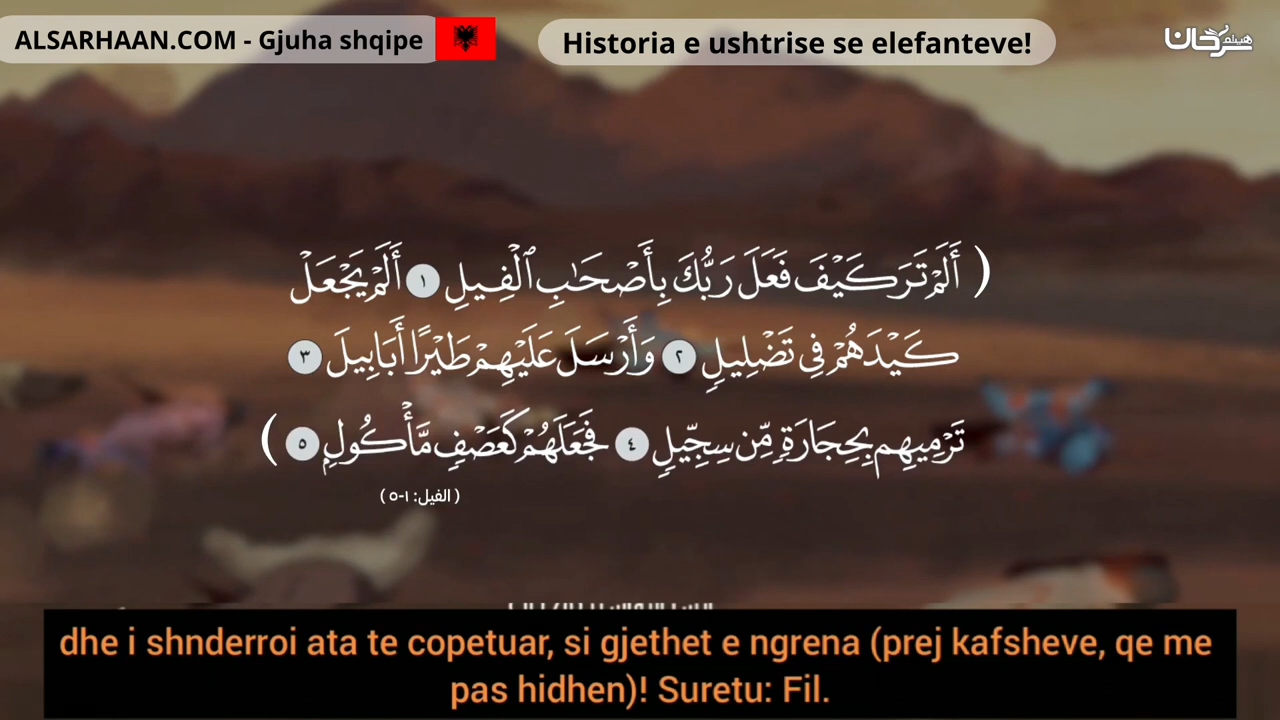 ALSARHAAN.COM - Gjuha shqipe
Historia e ushtrise se elefanteve!
هيثم سرحان
( أَلَمْ تَرَ كَيْفَ فَعَلَ رَبُّكَ بِأَصْحَٰبِ ٱلْفِيلِ ١ أَلَمْ يَجْعَلْ
كَيْدَهُمْ فِي تَضْلِيلٍ ٢ وَأَرْسَلَ عَلَيْهِمْ طَيْرًا أَبَابِيلَ ٣
تَرْمِيهِم بِحِجَارَةٍ مِّن سِجِّيلٍ ٤ فَجَعَلَهُمْ كَعَصْفٍ مَّأْكُولٍ ٥ )
( الفيل: ١-٥ )
dhe i shnderroi ata te copetuar, si gjethet e ngrena (prej kafsheve, qe me
pas hidhen)! Suretu: Fil.